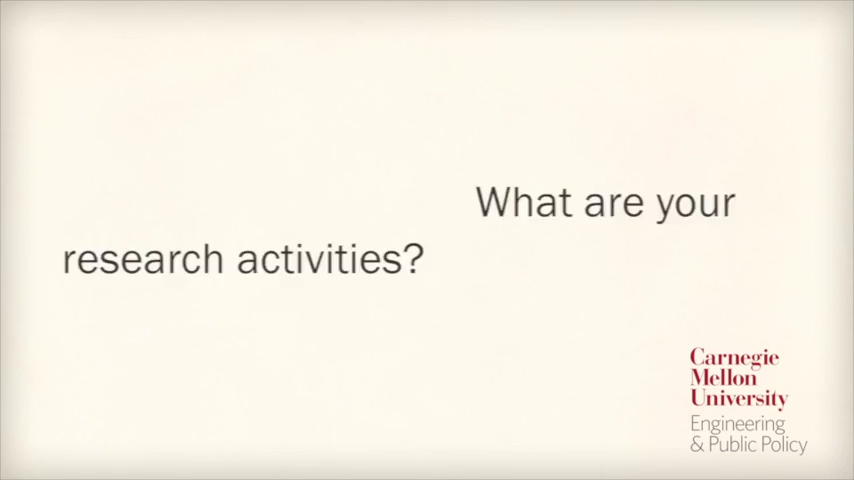 What are your
research activities?
Carnegie
Mellon
University
Engineering
& Public Policy